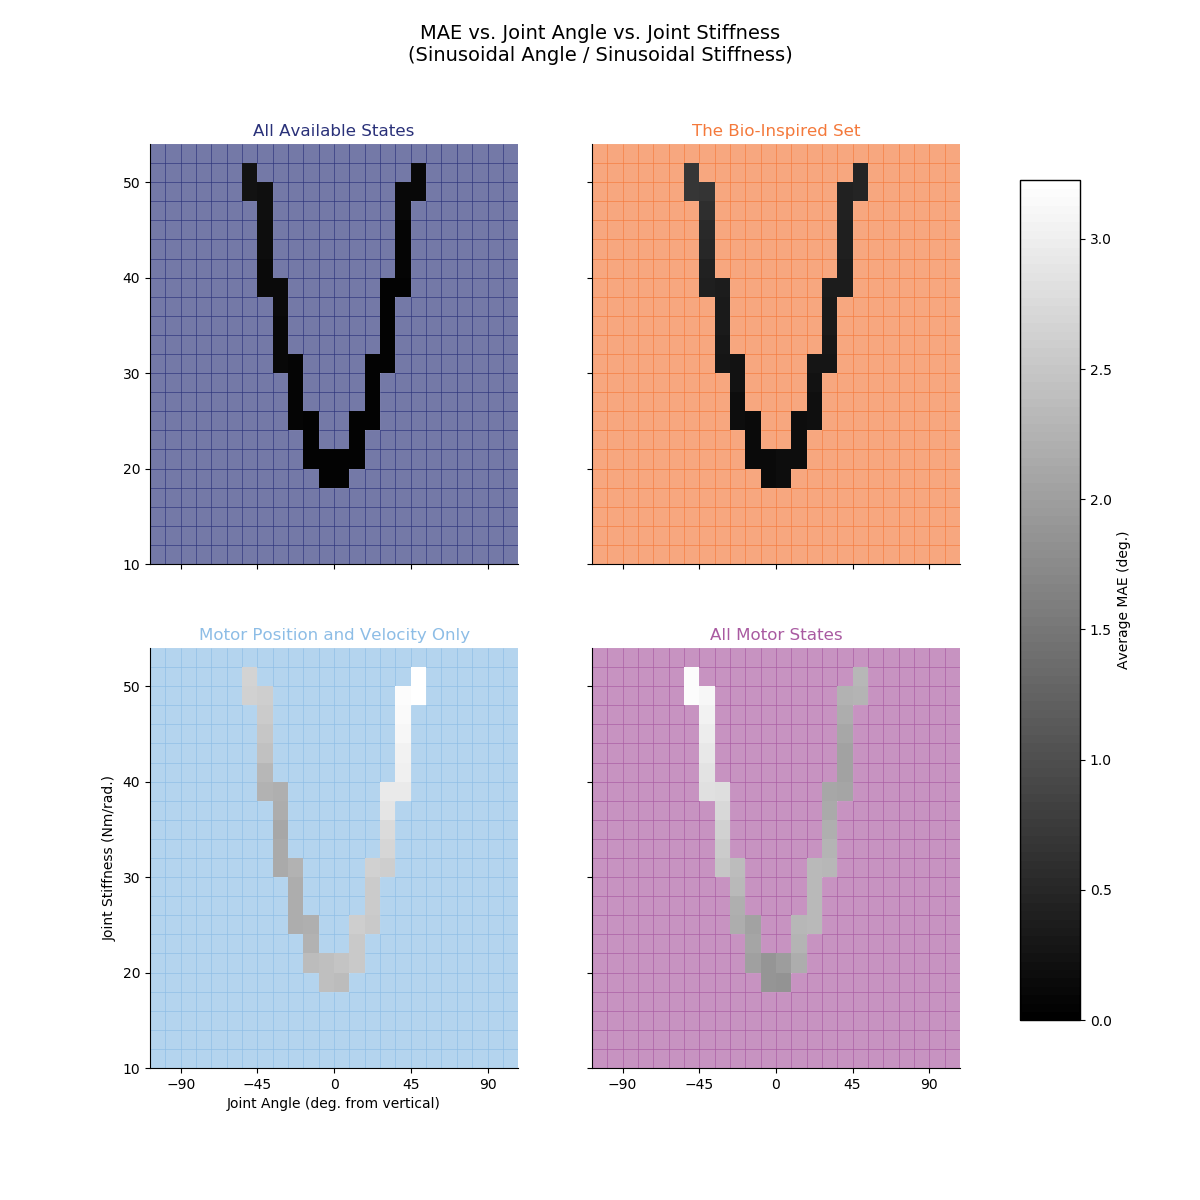 MAE vs. Joint Angle vs. Joint Stiffness
(Sinusoidal Angle / Sinusoidal Stiffness)
All Available States
50
40
30
20
10
The Bio-Inspired Set
Motor Position and Velocity Only
50
40
30
20
10
Joint Stiffness (Nm/rad.)
−90 −45 0 45 90
Joint Angle (deg. from vertical)
All Motor States
−90 −45 0 45 90
3.0
2.5
2.0
1.5
1.0
0.5
0.0
Average MAE (deg.)